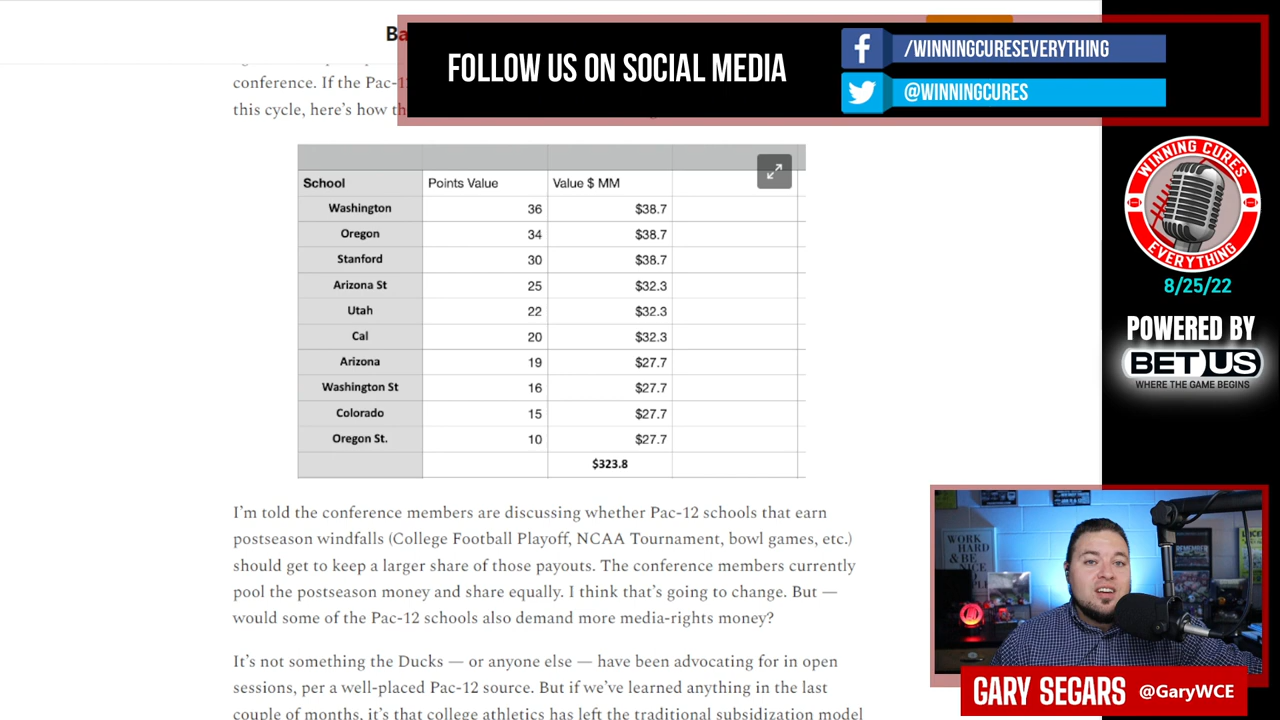 Ba
FOLLOW US ON SOCIAL MEDIA
/WINNINGCURESEVERYTHING
@WINNINGCURES
conference. If the Pac-1
this cycle, here's how th
School Points Value Value $ MM
Washington 36 $38.7
Oregon 34 $38.7
Stanford 30 $38.7
Arizona St 25 $32.3
Utah 22 $32.3
Cal 20 $32.3
Arizona 19 $27.7
Washington St 16 $27.7
Colorado 15 $27.7
Oregon St. 10 $27.7
$323.8
I'm told the conference members are discussing whether Pac-12 schools that earn
postseason windfalls (College Football Playoff, NCAA Tournament, bowl games, etc.)
should get to keep a larger share of those payouts. The conference members currently
pool the postseason money and share equally. I think that's going to change. But —
would some of the Pac-12 schools also demand more media-rights money?
It's not something the Ducks — or anyone else — have been advocating for in open
sessions, per a well-placed Pac-12 source. But if we've learned anything in the last
couple of months, it's that college athletics has left the traditional subsidization model
WINNING CURES
EVERYTHING
8/25/22
POWERED BY
BETUS
WHERE THE GAME BEGINS
WORK
HARD
& BE
GARY SEGARS @GaryWCE